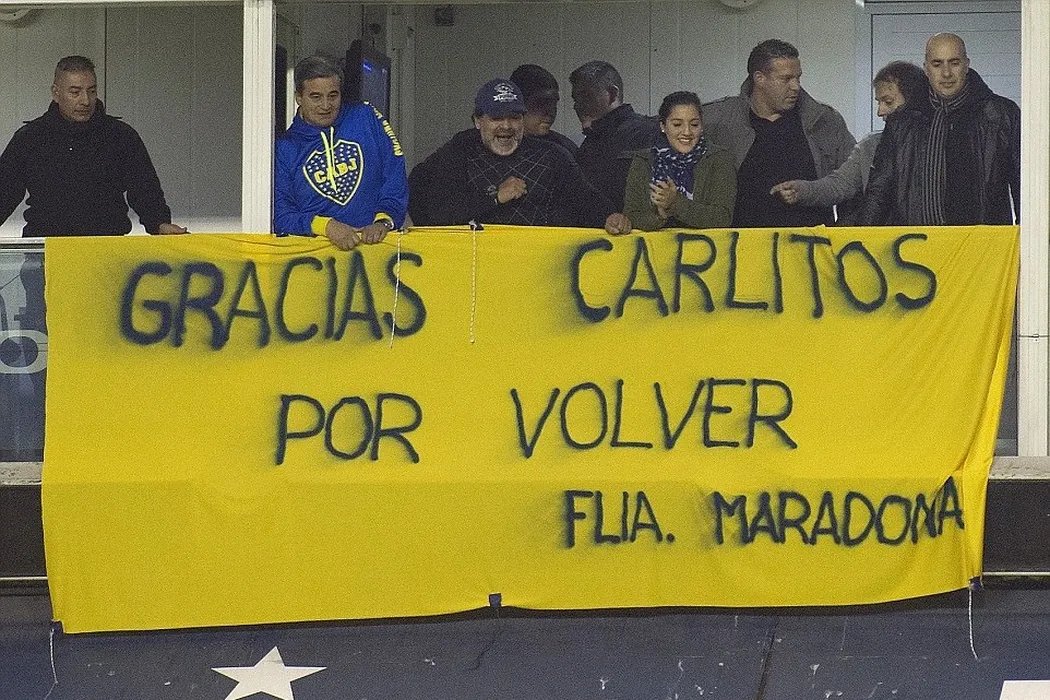 CABJ
GRACIAS CARLITOS
POR VOLVER
FLIA. MARADONA